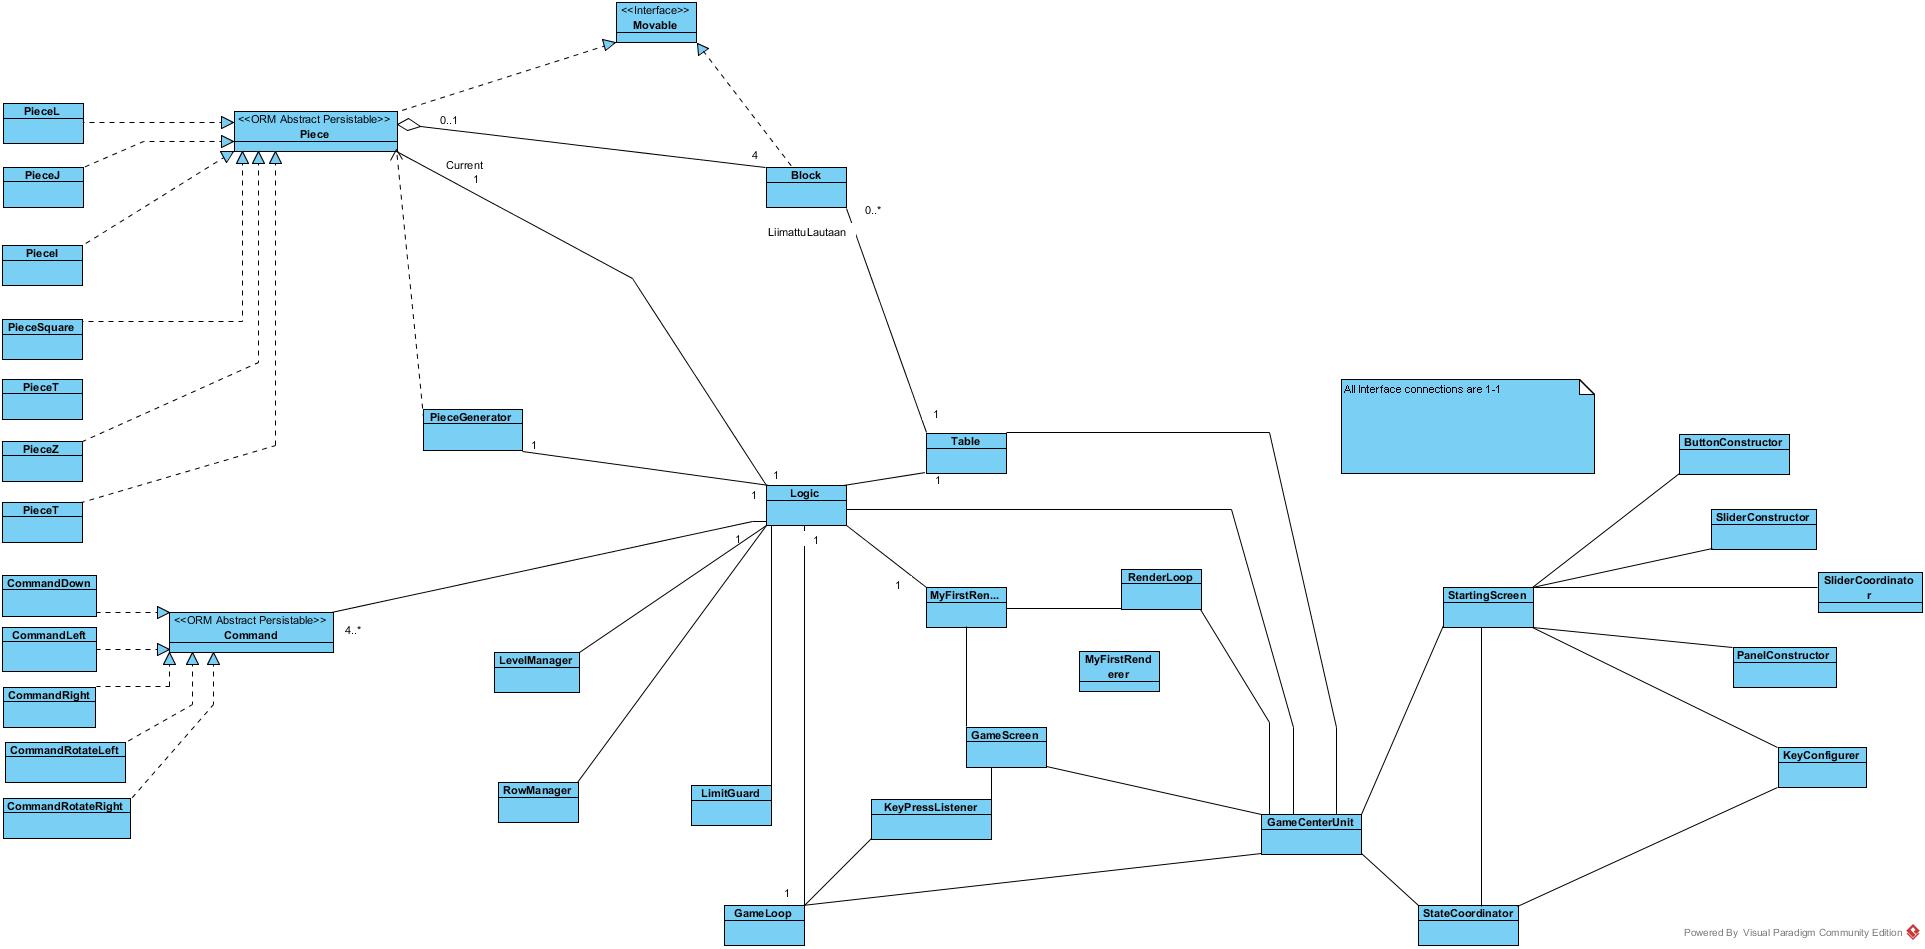 <<Interface>>
Movable
PieceL
<<ORM Abstract Persistable>>
Piece
0..1
4
Current
1
Block
PieceJ
0..*
LiimattuLautaan
PieceI
PieceSquare
PieceT
PieceZ
PieceT
PieceGenerator
1
1
Table
1
All Interface connections are 1-1
ButtonConstructor
1
1
Logic
SliderConstructor
1
1
CommandDown
<<ORM Abstract Persistable>>
Command
4..*
CommandLeft
CommandRight
CommandRotateLeft
CommandRotateRight
1
MyFirstRen...
RenderLoop
StartingScreen
SliderCoordinato
r
LevelManager
MyFirstRend
erer
PanelConstructor
GameScreen
KeyConfigurer
RowManager
LimitGuard
KeyPressListener
GameCenterUnit
1
GameLoop
StateCoordinator
Powered By Visual Paradigm Community Edition